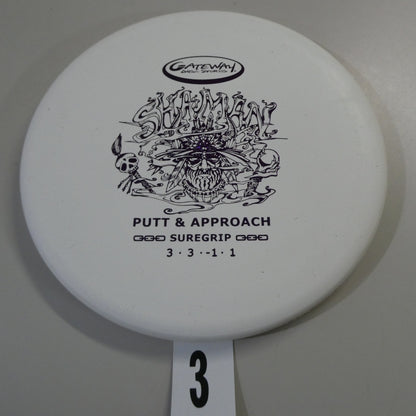 GATEWAY
DISC SPORTS
SHAMAN
PUTT & APPROACH
SUREGRIP
3 · 3 · -1 · 1
3